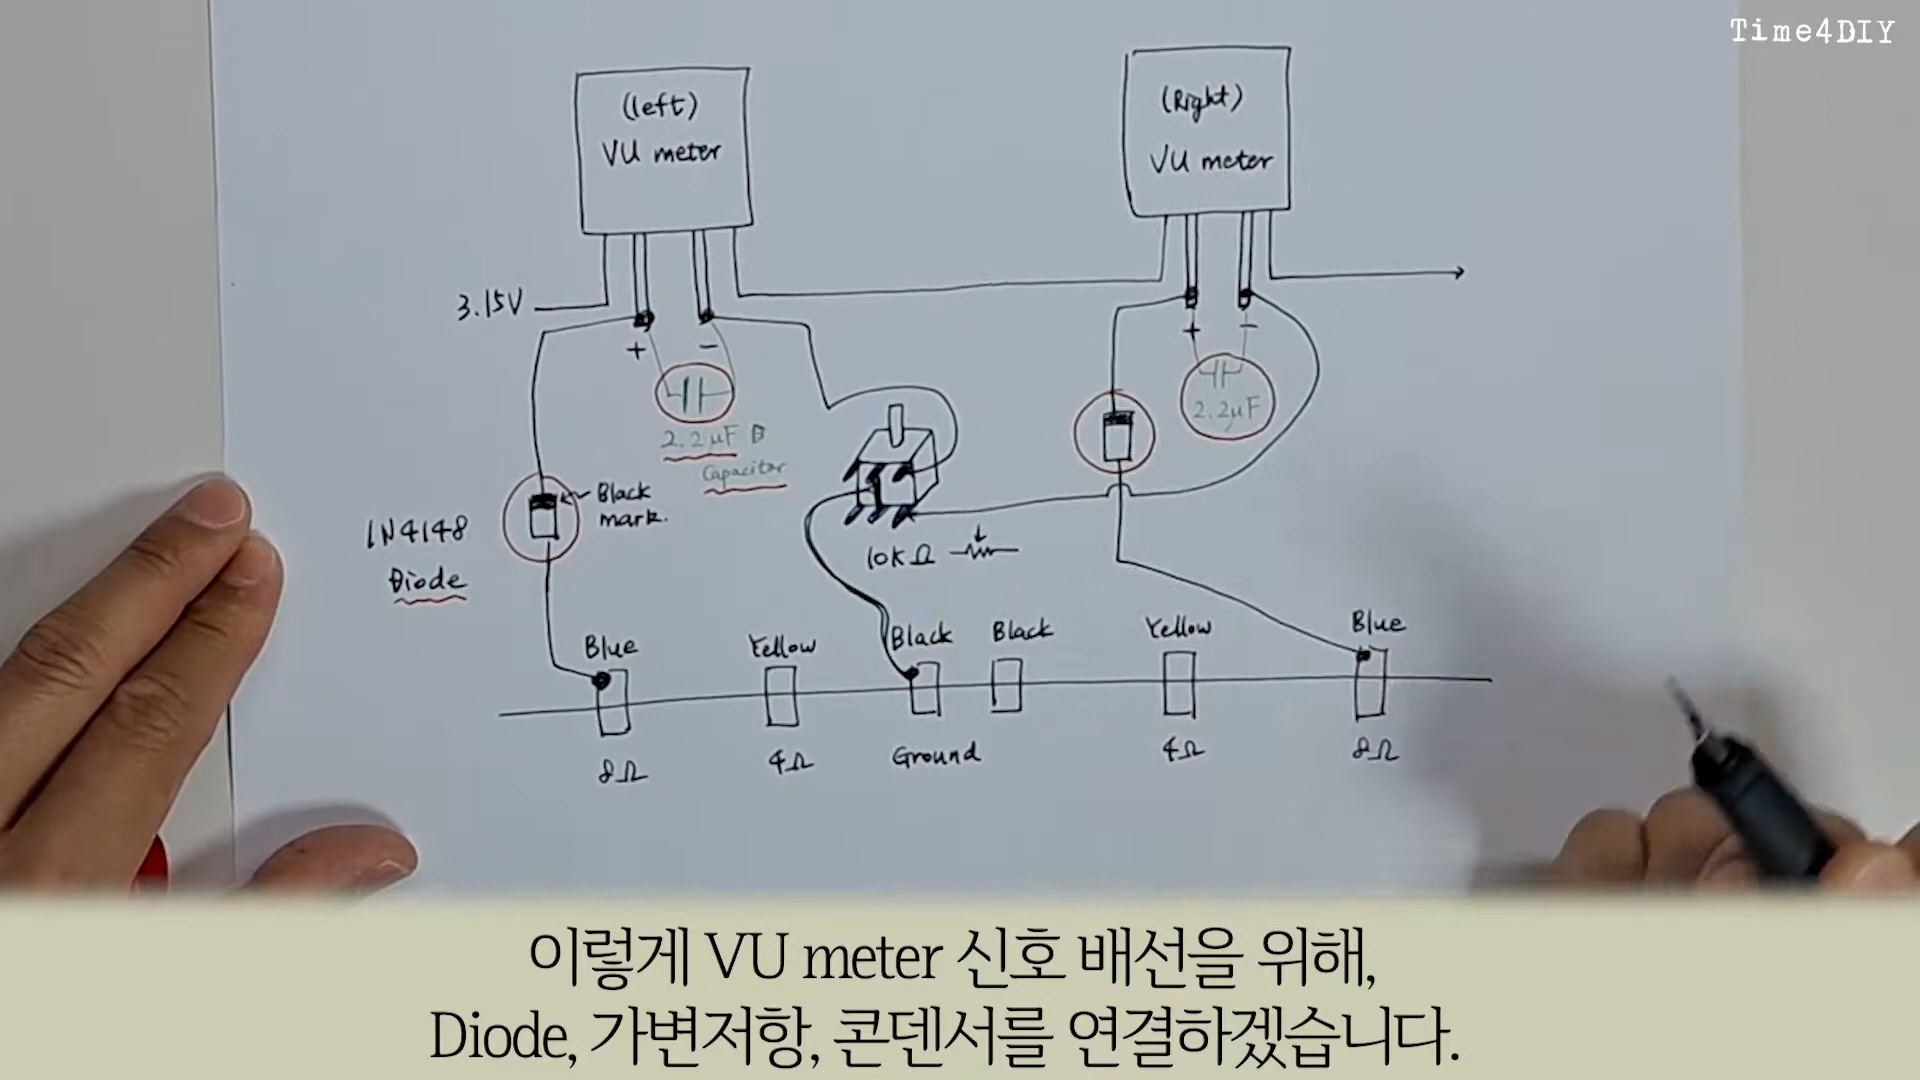 Time4DIY
(left)
VU meter
(Right)
VU meter
3.15V
+
−
+
−
2.2μF
Capacitor
2.2μF
Black
mark.
1N4148
Diode
10KΩ
Blue
Yellow
Black
Black
Yellow
Blue
8Ω
4Ω
Ground
4Ω
8Ω
이렇게 VU meter 신호 배선을 위해,
Diode, 가변저항, 콘덴서를 연결하겠습니다.